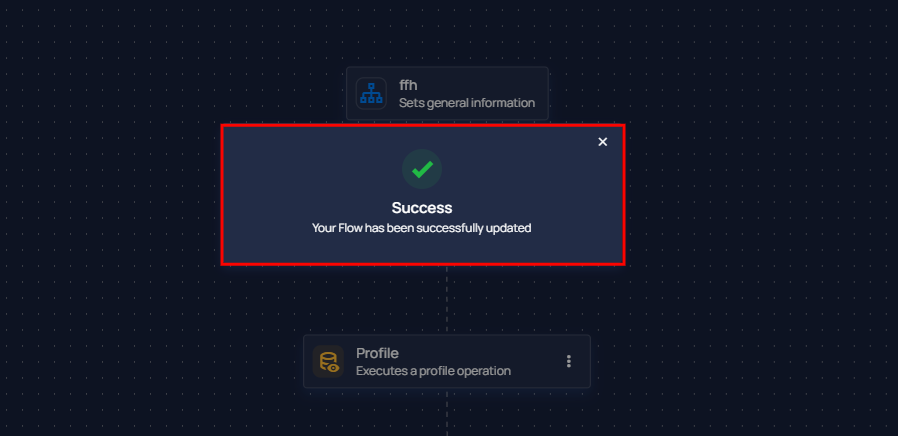 ffh
Sets general information
Success
Your Flow has been successfully updated
Profile
Executes a profile operation